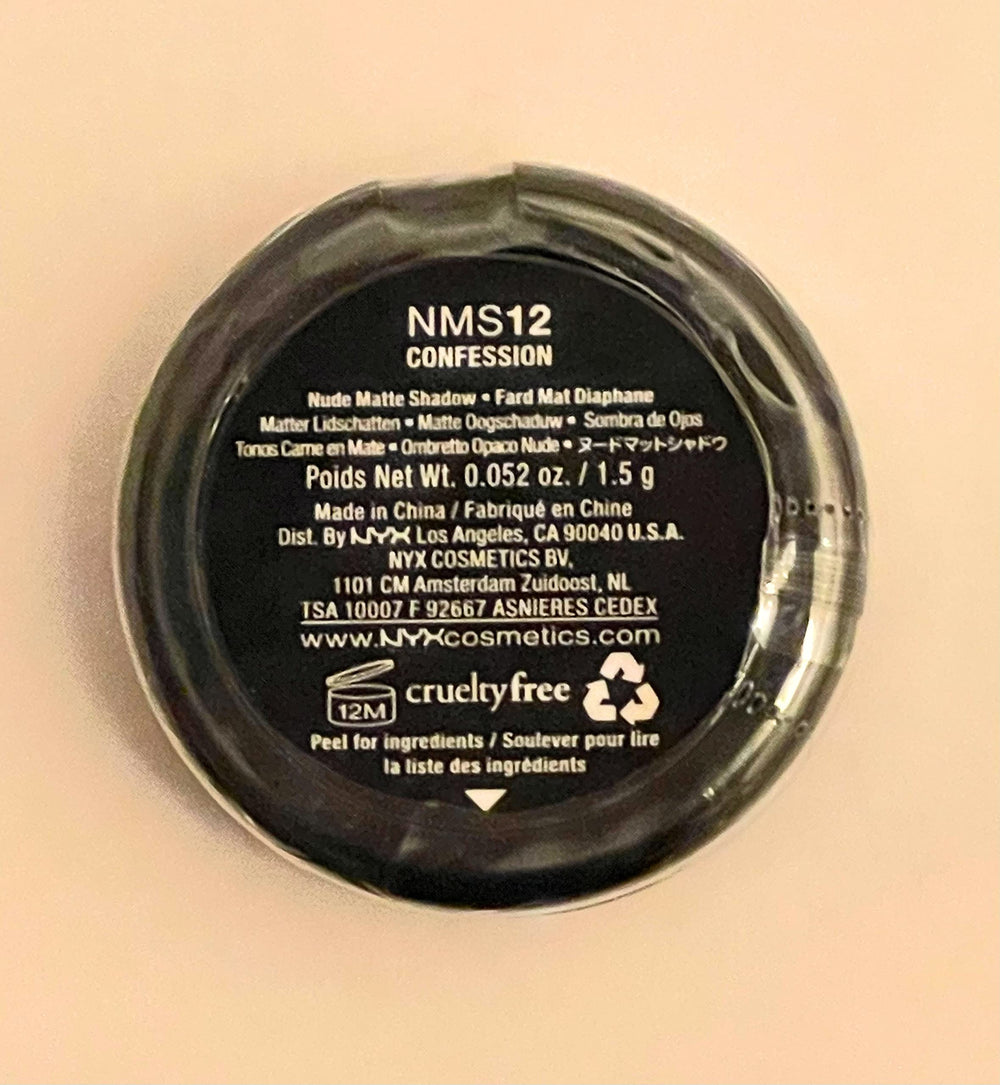 NMS12
CONFESSION
Nude Matte Shadow • Fard Mat Diaphane
Matter Lidschatten • Matte Oogschaduw • Sombra de Ojos
Tonos Carne en Mate • Ombretto Opaco Nude • ヌードマットシャドウ
Poids Net Wt. 0.052 oz. / 1.5 g
Made in China / Fabriqué en Chine
Dist. By NYX Los Angeles, CA 90040 U.S.A.
NYX COSMETICS BV,
1101 CM Amsterdam Zuidoost, NL
TSA 10007 F 92667 ASNIERES CEDEX
www.NYXcosmetics.com
12M crueltyfree
Peel for ingredients / Soulever pour lire
la liste des ingrédients